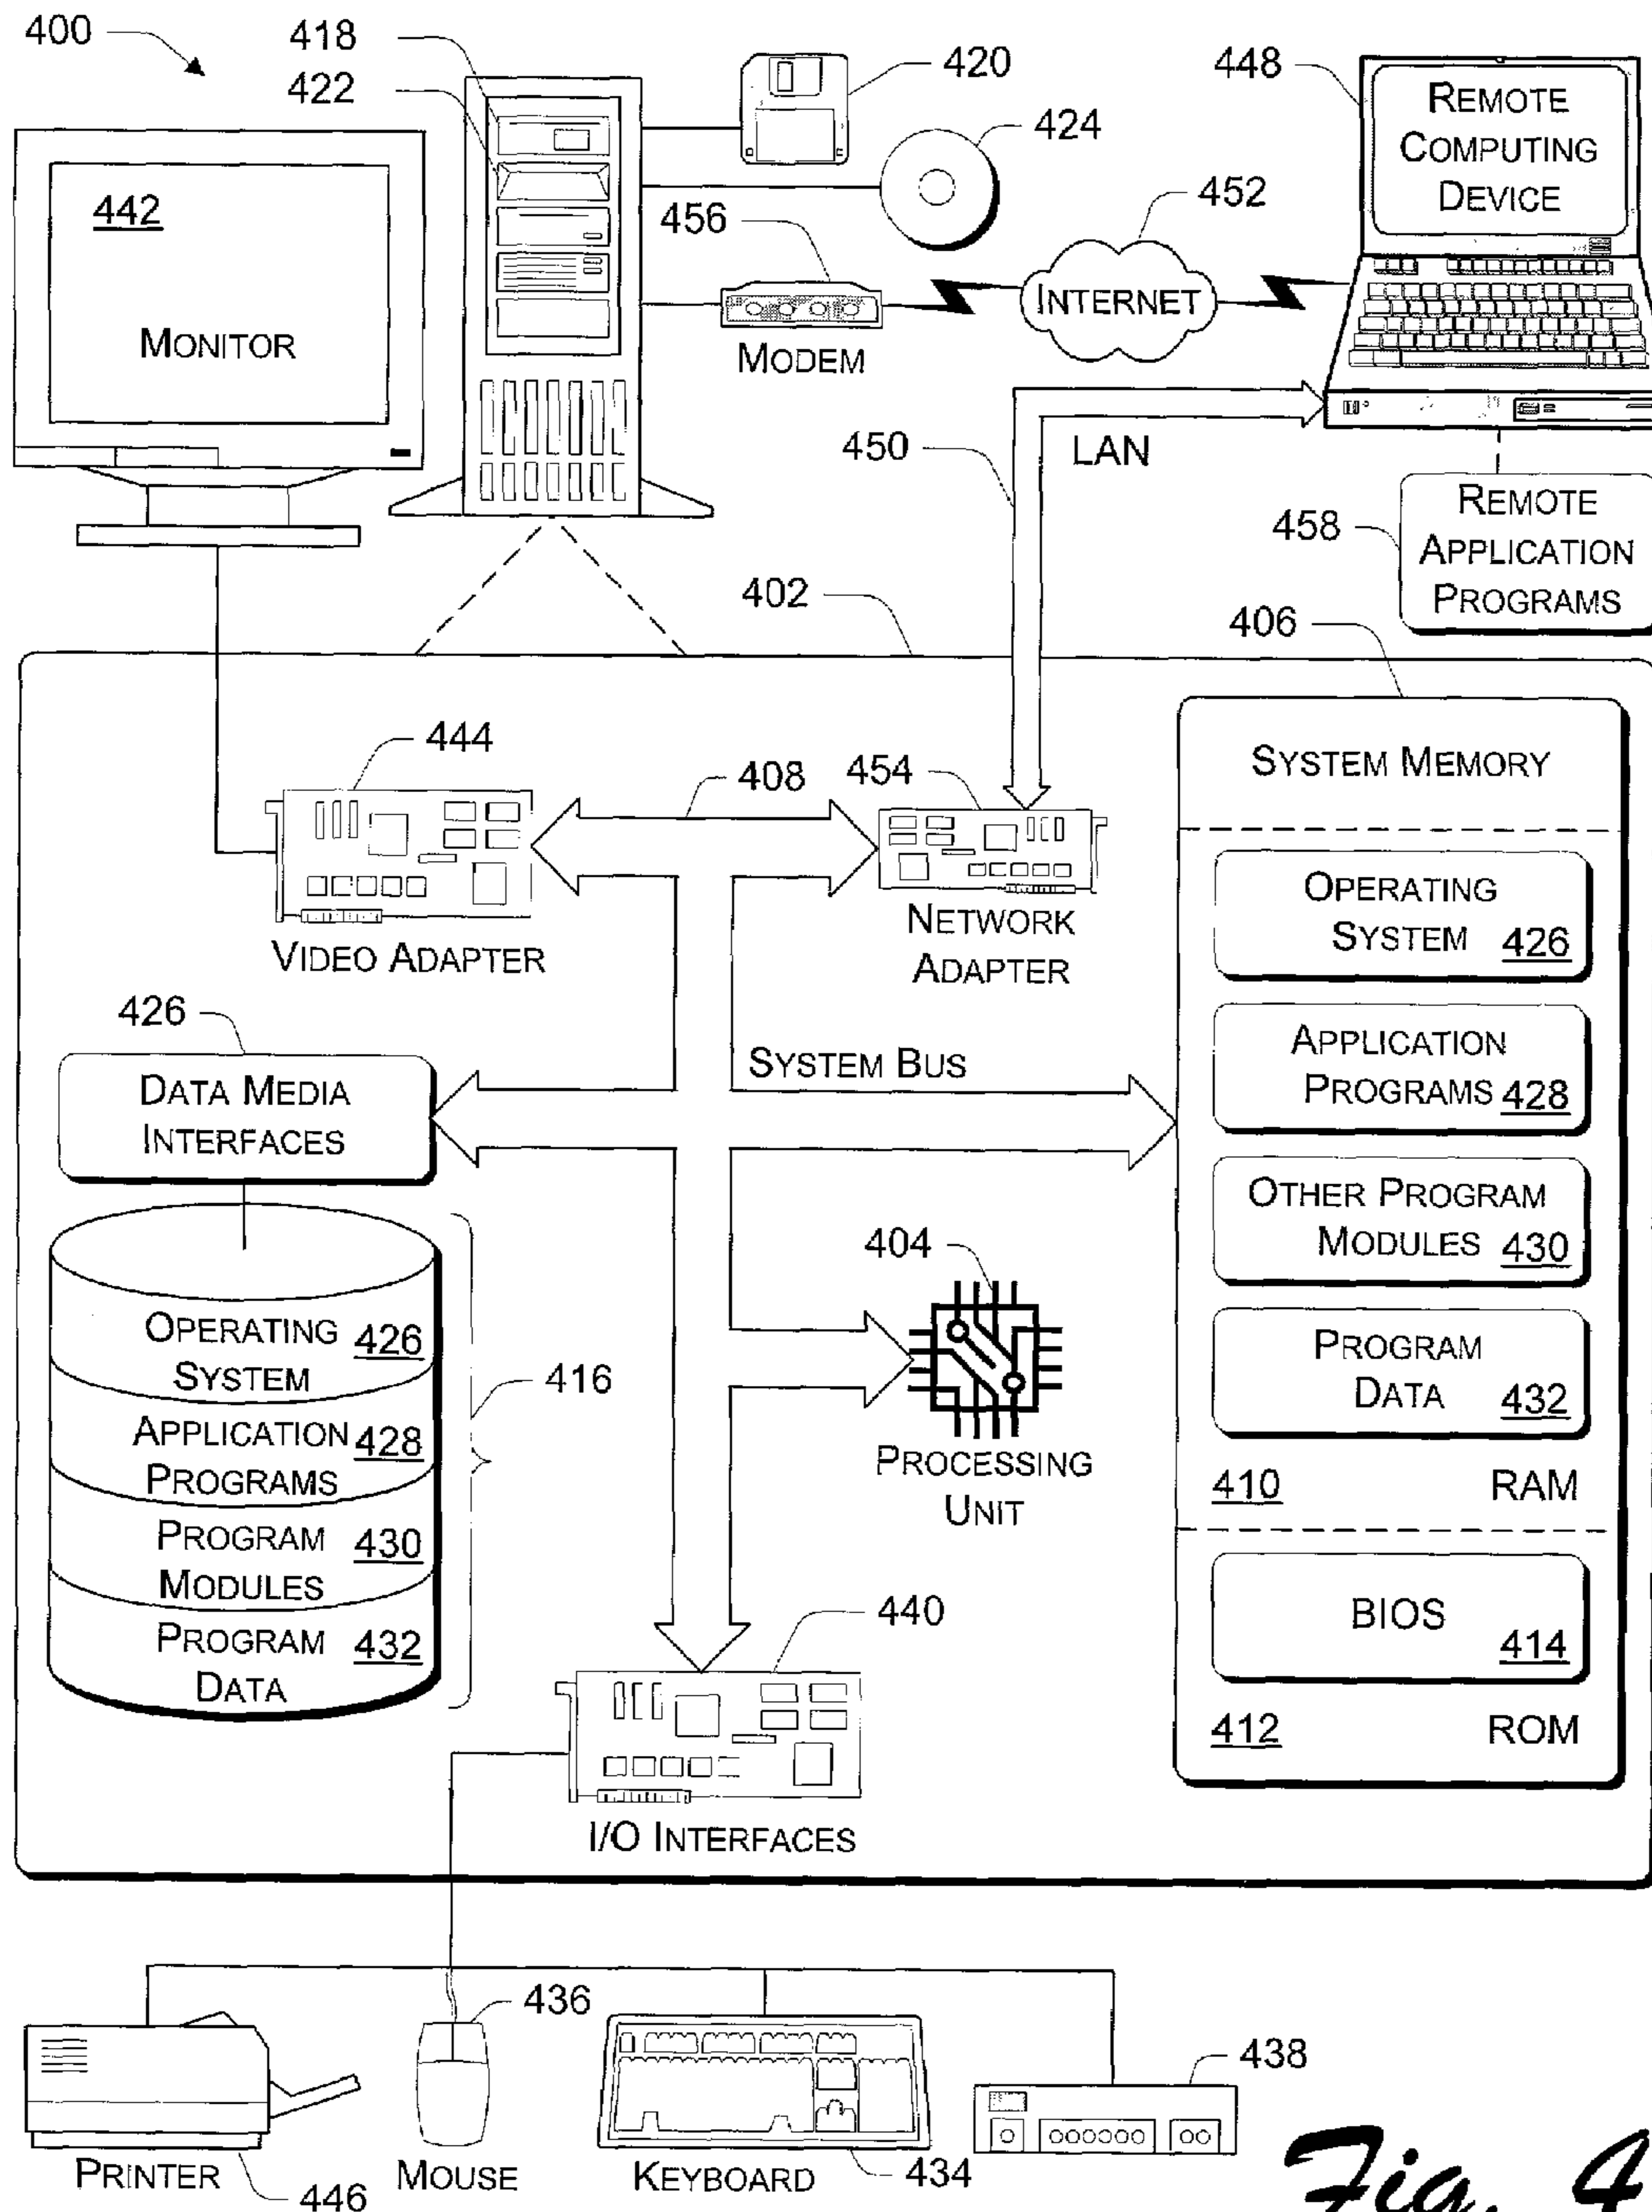 400
418
422
420
424
448
REMOTE
COMPUTING
DEVICE
442
MONITOR
456
MODEM
452
INTERNET
450
LAN
458
REMOTE
APPLICATION
PROGRAMS
402
406
444
VIDEO ADAPTER
408
454
NETWORK
ADAPTER
SYSTEM MEMORY
OPERATING
SYSTEM 426
APPLICATION
PROGRAMS 428
OTHER PROGRAM
MODULES 430
PROGRAM
DATA 432
410 RAM
BIOS
414
412 ROM
426
DATA MEDIA
INTERFACES
SYSTEM BUS
OPERATING 426
SYSTEM
APPLICATION 428
PROGRAMS
PROGRAM 430
MODULES
PROGRAM 432
DATA
416
404
PROCESSING
UNIT
440
I/O INTERFACES
PRINTER
446
436
MOUSE
KEYBOARD
434
438
Fig. 4